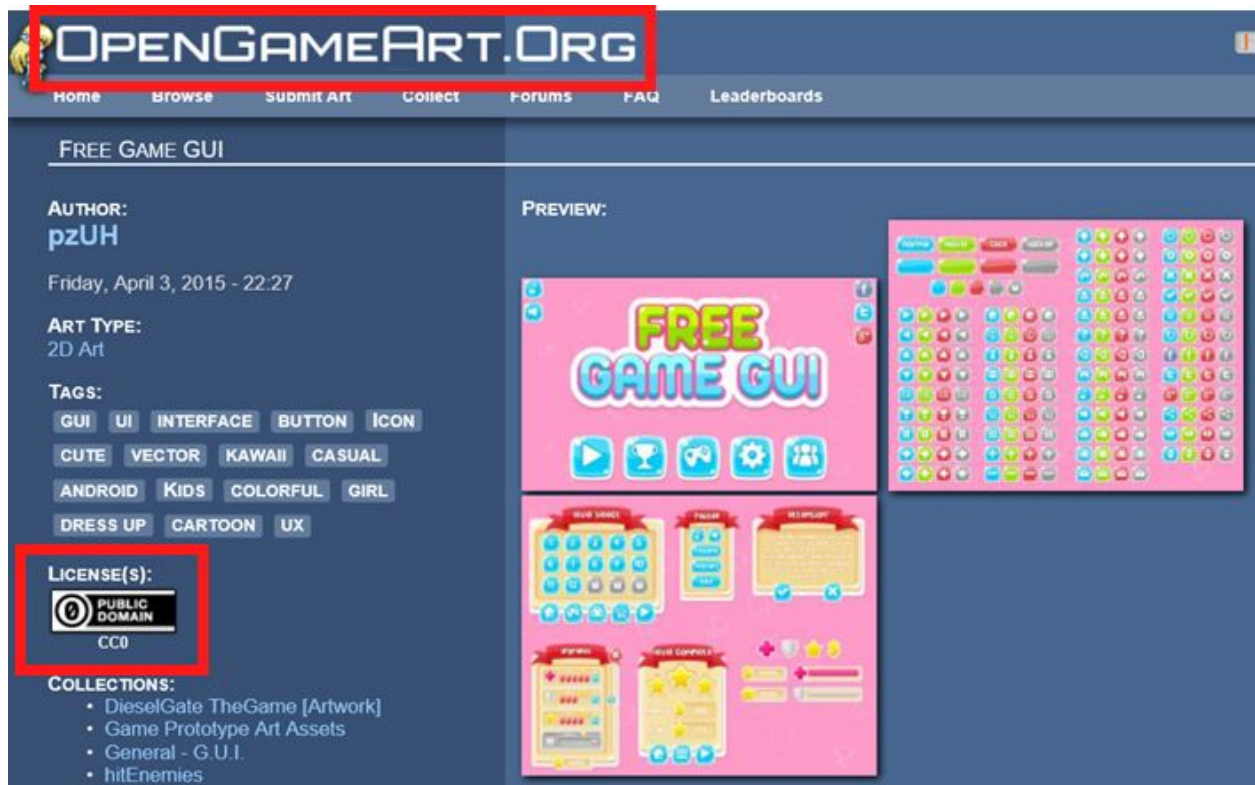 OpenGameArt.Org
Home Browse Submit Art Collect Forums FAQ Leaderboards
Free Game GUI
Author:
pzUH
Friday, April 3, 2015 - 22:27
Art Type:
2D Art
Tags:
GUI UI INTERFACE BUTTON Icon
CUTE VECTOR KAWAII CASUAL
ANDROID Kids COLORFUL GIRL
DRESS UP CARTOON UX
License(s):
PUBLIC
DOMAIN
CC0
Collections:
• DieselGate TheGame [Artwork]
• Game Prototype Art Assets
• General - G.U.I.
• hitEnemies
Preview:
FREE
GAME GUI